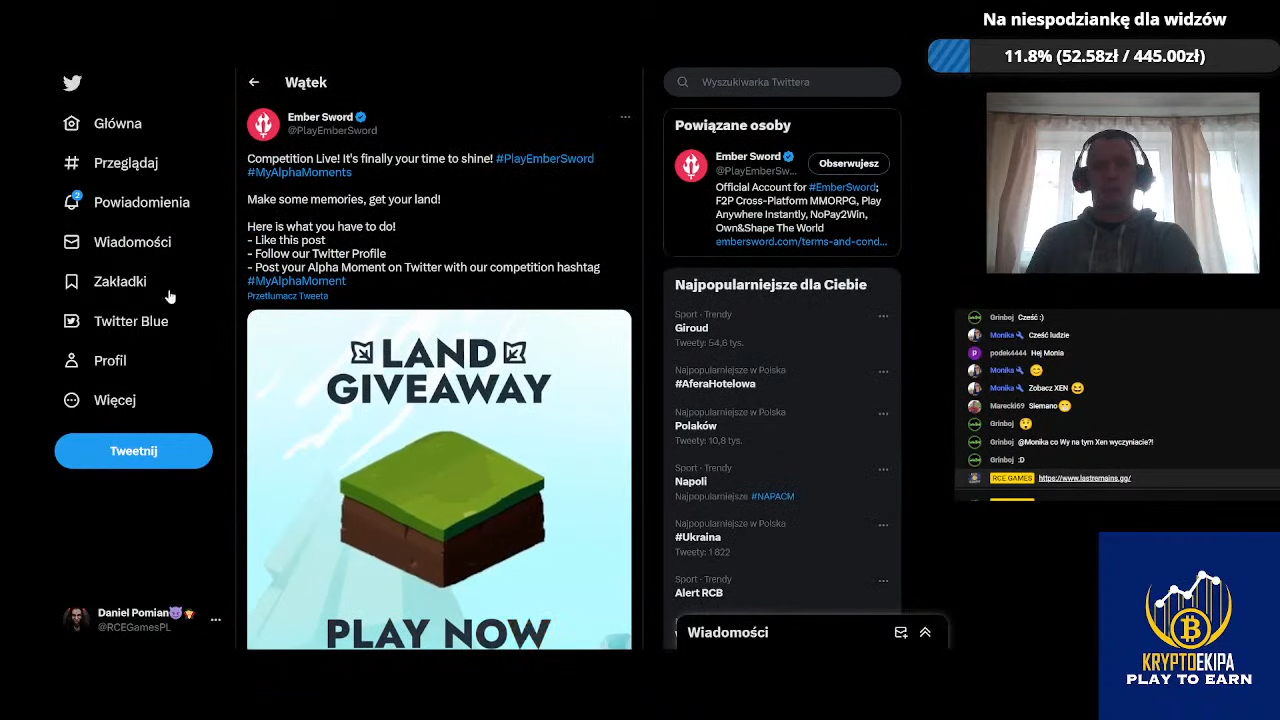 Na niespodziankę dla widzów
11.8% (52.58zł / 445.00zł)
Główna
Przeglądaj
2
Powiadomienia
Wiadomości
Zakładki
Twitter Blue
Profil
Więcej
Tweetnij
Daniel Pomian
@RCEGamesPL
Wątek
Ember Sword
@PlayEmberSword
Competition Live! It's finally your time to shine! #PlayEmberSword
#MyAlphaMoments
Make some memories, get your land!
Here is what you have to do!
- Like this post
- Follow our Twitter Profile
- Post your Alpha Moment on Twitter with our competition hashtag
#MyAlphaMoment
Przetłumacz Tweeta
LAND
GIVEAWAY
PLAY NOW
Wyszukiwarka Twittera
Powiązane osoby
Ember Sword
@PlayEmberSw...
Obserwujesz
Official Account for #EmberSword;
F2P Cross-Platform MMORPG, Play
Anywhere Instantly, NoPay2Win,
Own&Shape The World
embersword.com/terms-and-cond...
Najpopularniejsze dla Ciebie
Sport · Trendy
Giroud
Tweety: 54,6 tys.
Najpopularniejsze w Polska
#AferaHotelowa
Najpopularniejsze w Polska
Polaków
Tweety: 10,8 tys.
Sport · Trendy
Napoli
Najpopularniejsze #NAPACM
Najpopularniejsze w Polska
#Ukraina
Tweety: 1 822
Sport · Trendy
Alert RCB
Wiadomości
Grinboj Cześć :)
Monika Cześć ludzie
podek4444 Hej Monia
Monika
Monika Zobacz XEN
Marecki69 Siemano
Grinboj
Grinboj @Monika co Wy na tym Xen wyczyniacie?!
Grinboj :D
RCE GAMES https://www.lastremains.gg/
KRYPTOEKIPA
PLAY TO EARN